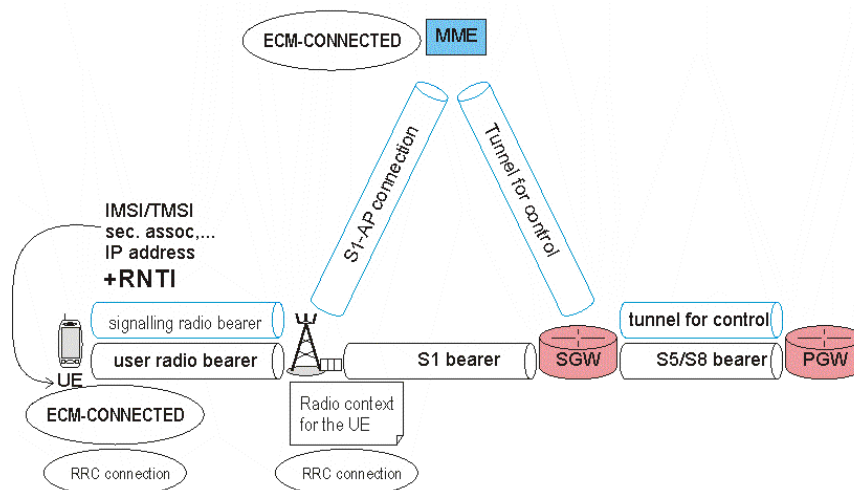 ECM-CONNECTED
MME
S1-AP connection
Tunnel for control
IMSI/TMSI
sec. assoc,...
IP address
+RNTI
signalling radio bearer
tunnel for control
user radio bearer
S1 bearer
SGW
S5/S8 bearer
PGW
UE
ECM-CONNECTED
Radio context
for the UE
RRC connection
RRC connection